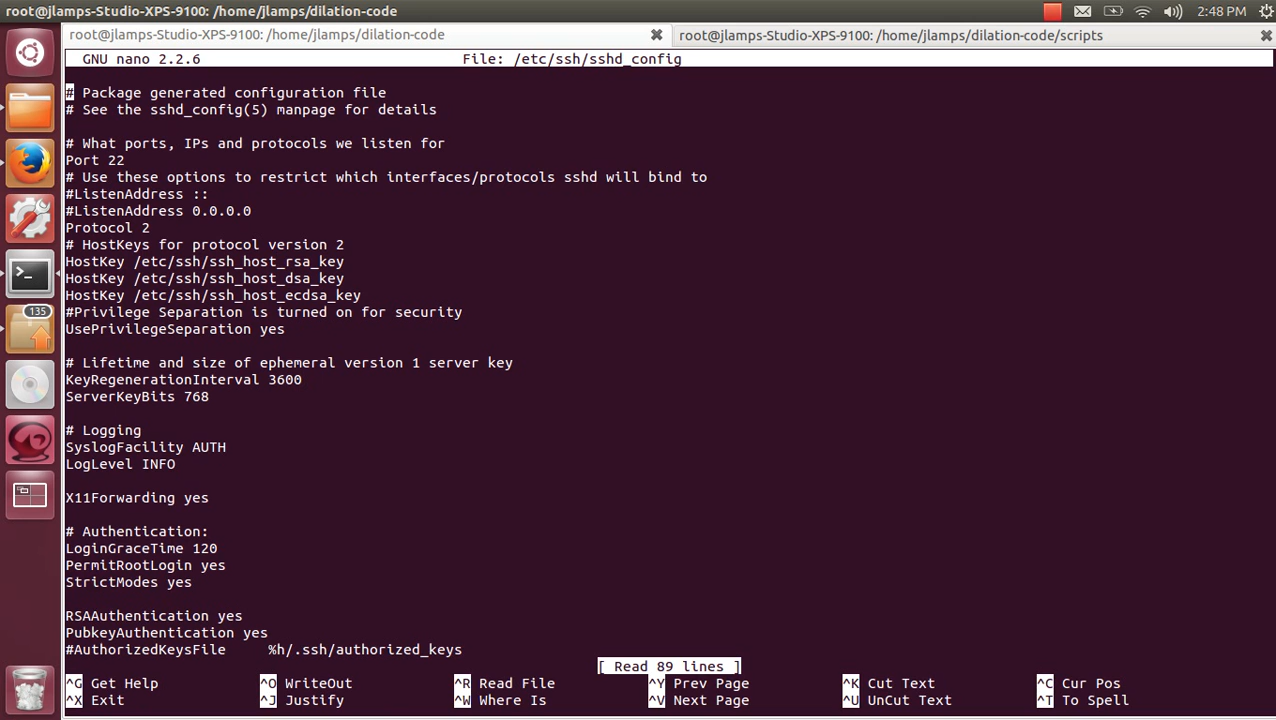 root@jlamps-Studio-XPS-9100: /home/jlamps/dilation-code
2:48 PM
root@jlamps-Studio-XPS-9100: /home/jlamps/dilation-code
root@jlamps-Studio-XPS-9100: /home/jlamps/dilation-code/scripts
GNU nano 2.2.6 File: /etc/ssh/sshd_config
# Package generated configuration file
# See the sshd_config(5) manpage for details
# What ports, IPs and protocols we listen for
Port 22
# Use these options to restrict which interfaces/protocols sshd will bind to
#ListenAddress ::
#ListenAddress 0.0.0.0
Protocol 2
# HostKeys for protocol version 2
HostKey /etc/ssh/ssh_host_rsa_key
HostKey /etc/ssh/ssh_host_dsa_key
HostKey /etc/ssh/ssh_host_ecdsa_key
#Privilege Separation is turned on for security
UsePrivilegeSeparation yes
135
# Lifetime and size of ephemeral version 1 server key
KeyRegenerationInterval 3600
ServerKeyBits 768
# Logging
SyslogFacility AUTH
LogLevel INFO
X11Forwarding yes
# Authentication:
LoginGraceTime 120
PermitRootLogin yes
StrictModes yes
RSAAuthentication yes
PubkeyAuthentication yes
#AuthorizedKeysFile %h/.ssh/authorized_keys
[ Read 89 lines ]
^G Get Help ^O WriteOut ^R Read File ^Y Prev Page ^K Cut Text ^C Cur Pos
^X Exit ^J Justify ^W Where Is ^V Next Page ^U UnCut Text ^T To Spell